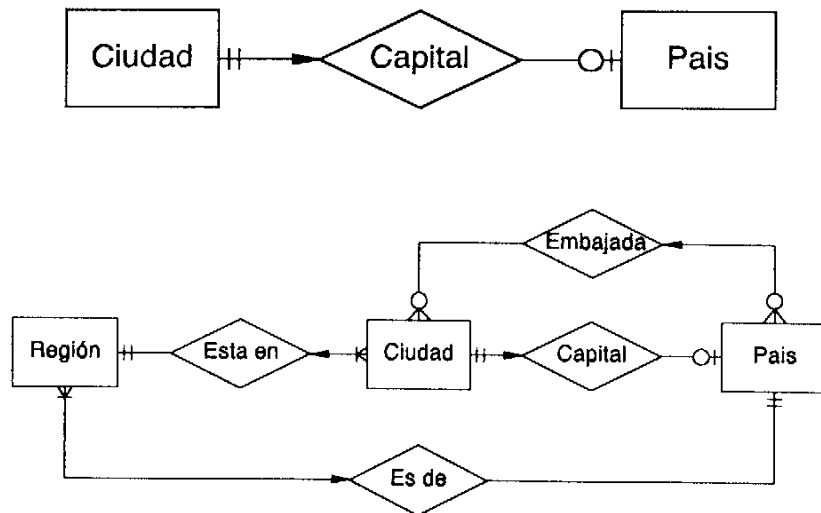 Ciudad
Capital
Pais
Embajada
Región
Esta en
Ciudad
Capital
Pais
Es de